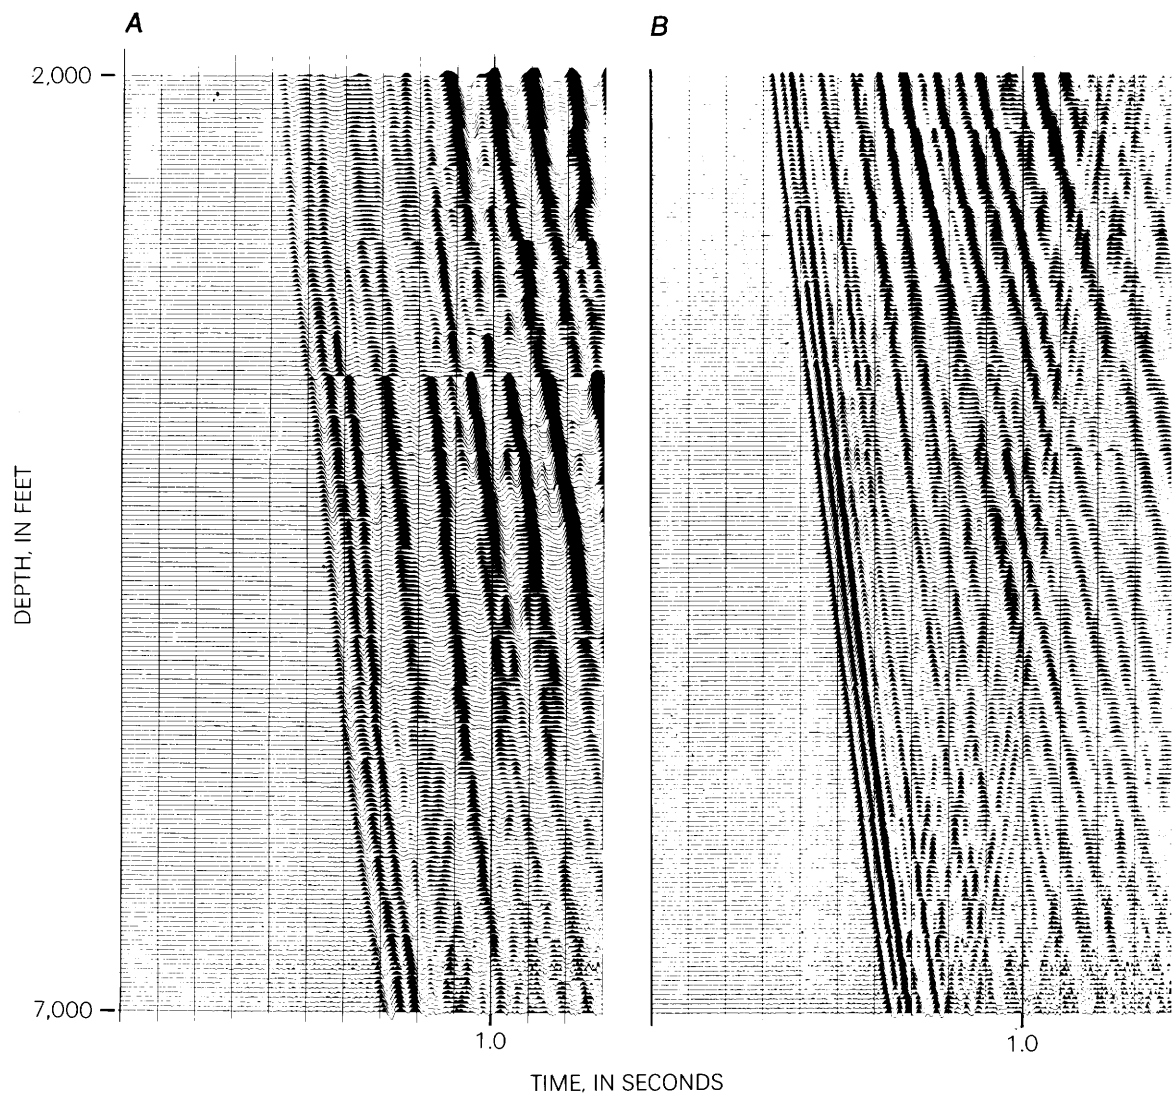 A
B
2,000
DEPTH, IN FEET
7,000
1.0
1.0
TIME, IN SECONDS